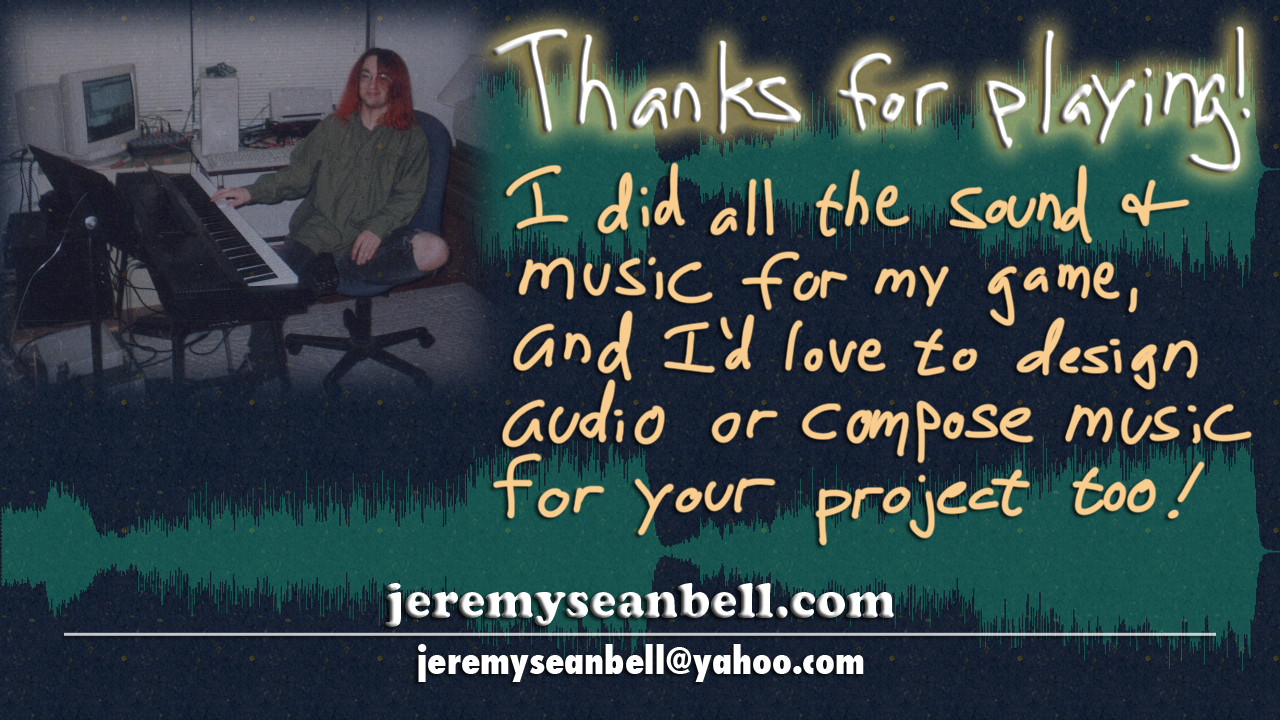 Thanks for playing!
I did all the sound &
music for my game,
and I'd love to design
audio or compose music
for your project too!
jeremyseanbell.com
jeremyseanbell@yahoo.com